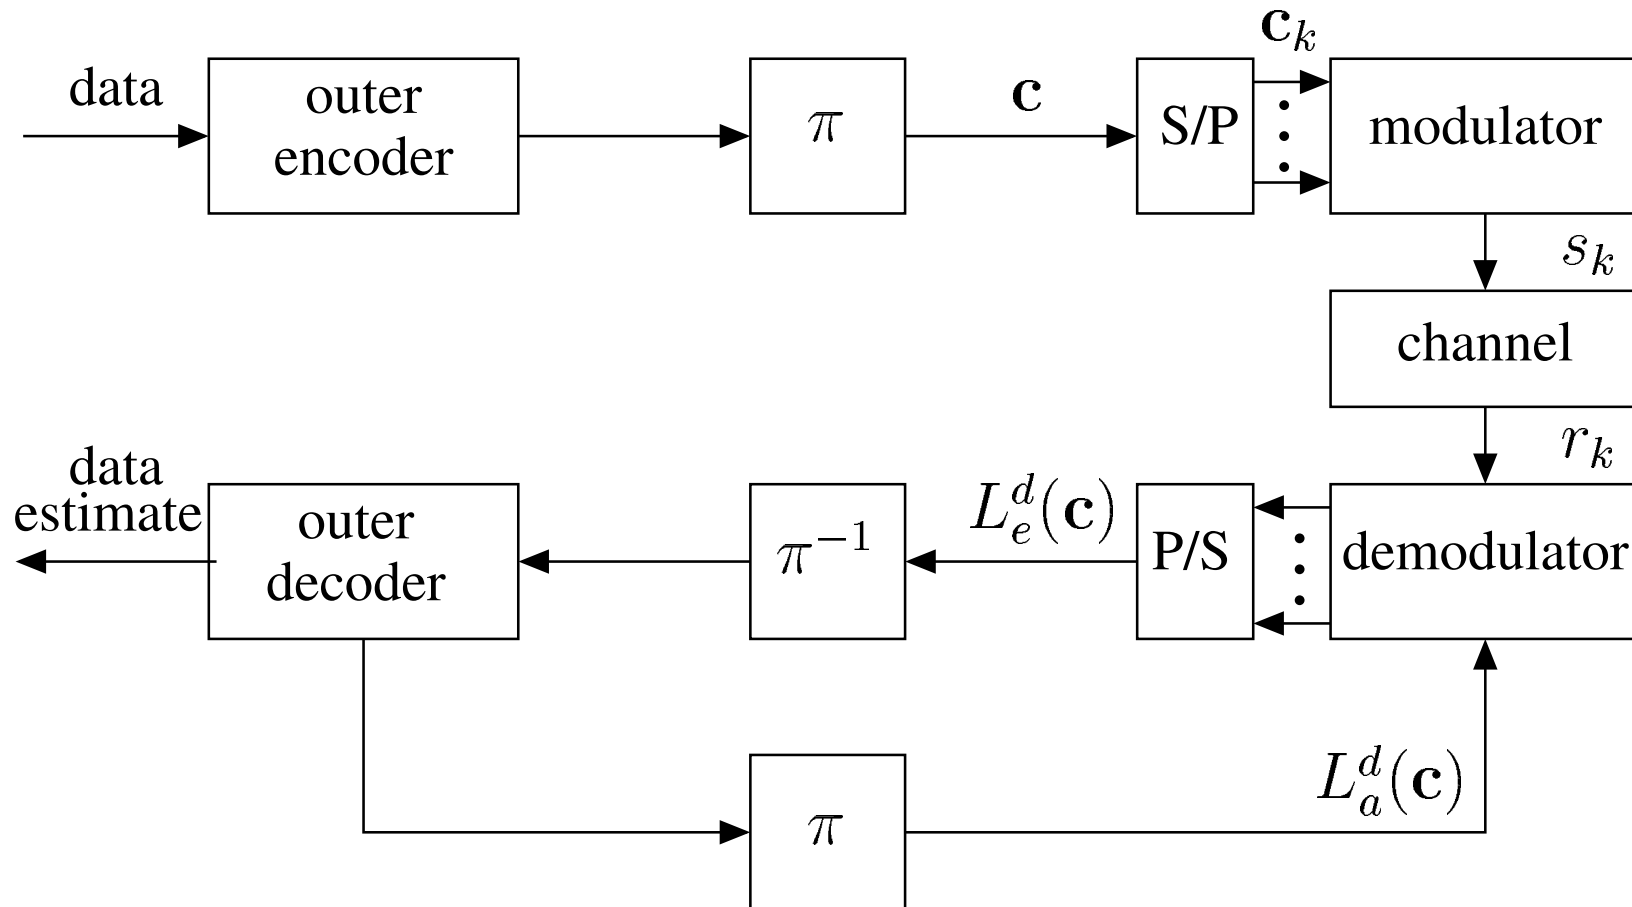 data
outer
encoder
π
c
S/P
c_k
modulator
s_k
channel
r_k
data
estimate
outer
decoder
π^{-1}
L_e^d(c)
P/S
demodulator
π
L_a^d(c)